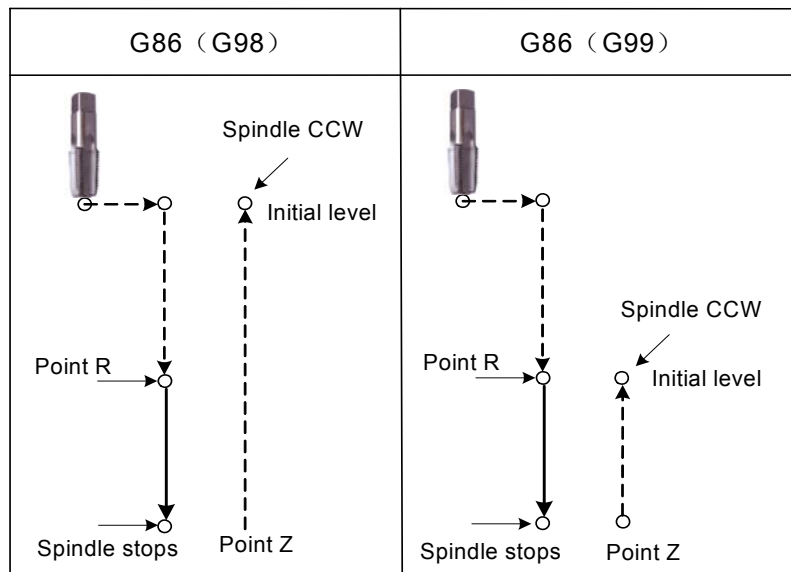 G86（G98）
G86（G99）
Spindle CCW
Initial level
Point R
Spindle stops
Point Z
Spindle CCW
Point R
Initial level
Spindle stops
Point Z